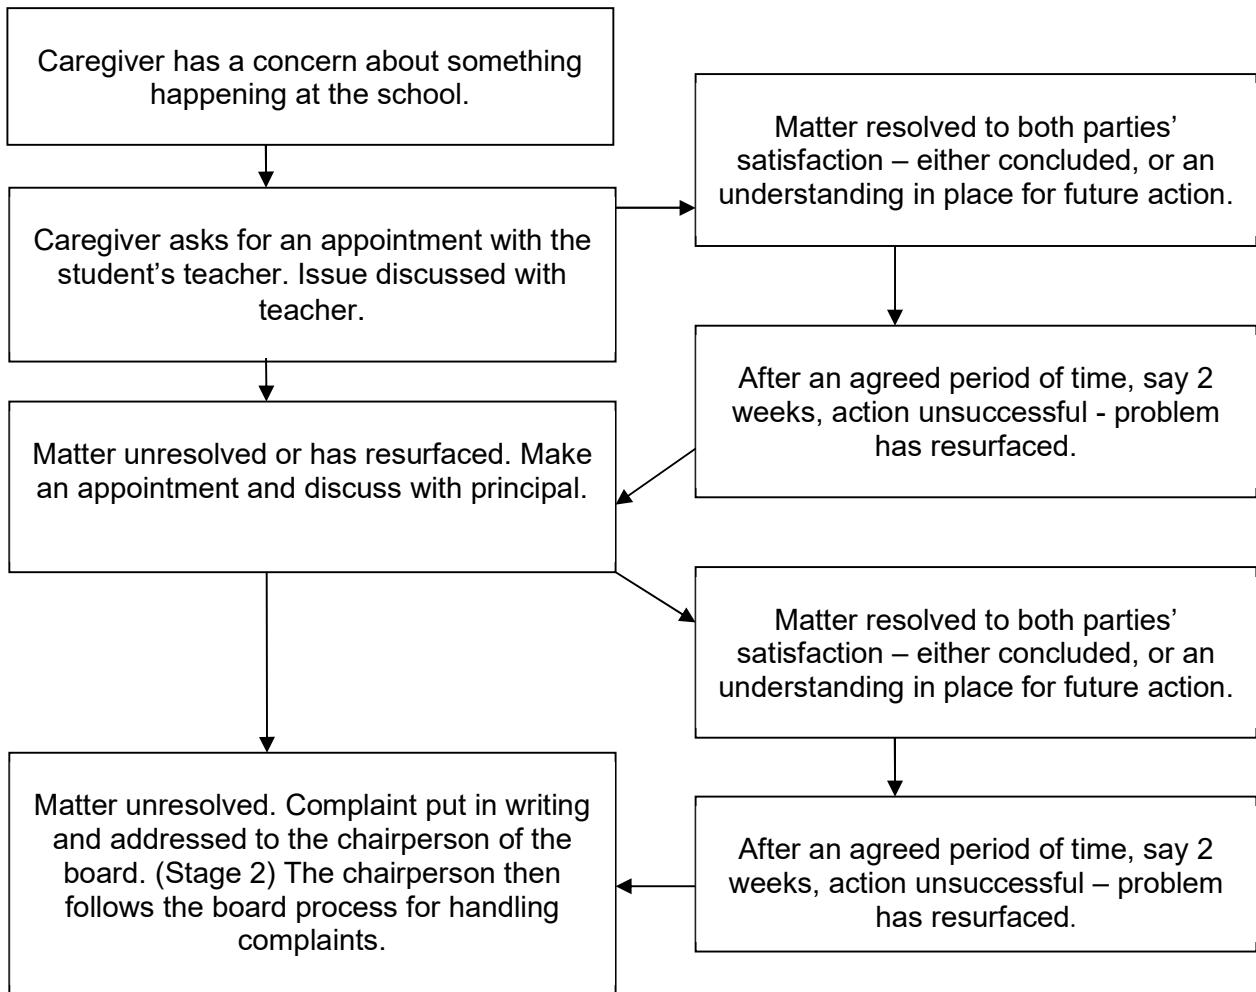 Caregiver has a concern about something
happening at the school.
Matter resolved to both parties’
satisfaction – either concluded, or an
understanding in place for future action.
Caregiver asks for an appointment with the
student’s teacher. Issue discussed with
teacher.
After an agreed period of time, say 2
weeks, action unsuccessful - problem
has resurfaced.
Matter unresolved or has resurfaced. Make
an appointment and discuss with principal.
Matter resolved to both parties’
satisfaction – either concluded, or an
understanding in place for future action.
Matter unresolved. Complaint put in writing
and addressed to the chairperson of the
board. (Stage 2) The chairperson then
follows the board process for handling
complaints.
After an agreed period of time, say 2
weeks, action unsuccessful – problem
has resurfaced.